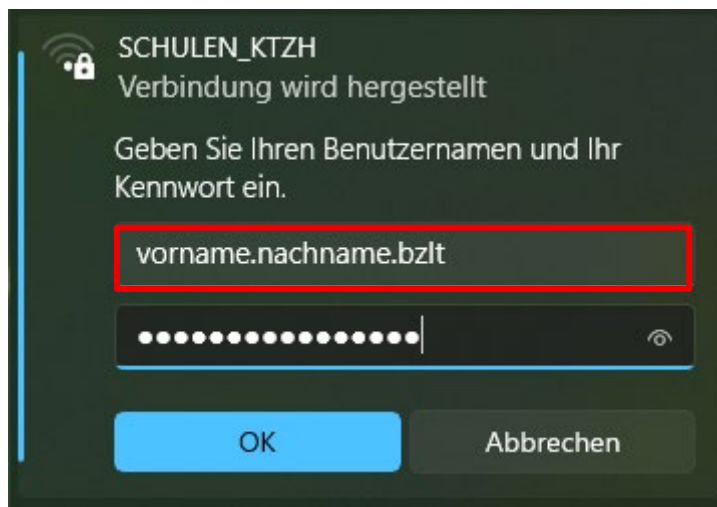 SCHULEN_KTZH
Verbindung wird hergestellt
Geben Sie Ihren Benutzernamen und Ihr
Kennwort ein.
vorname.nachname.bzlt
••••••••••••••••
OK Abbrechen